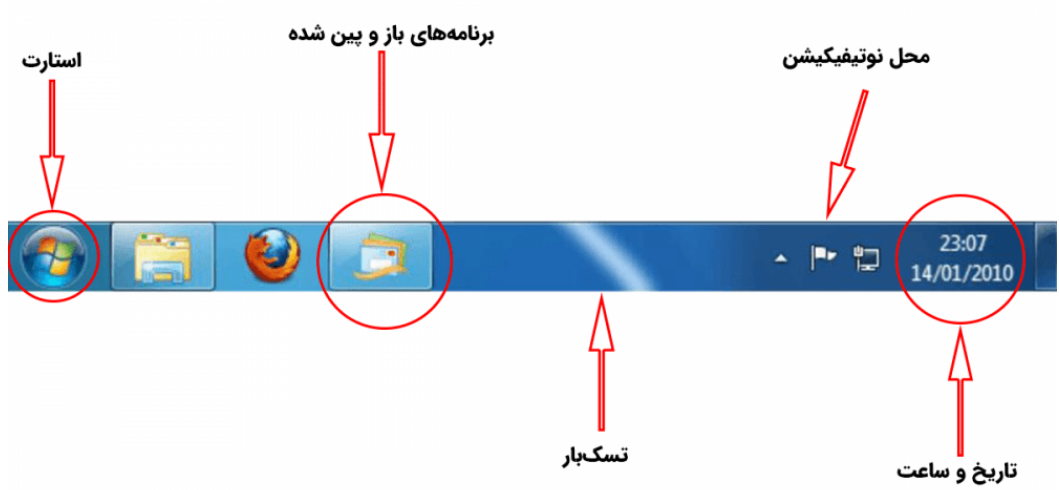 برنامه‌های باز و پین شده
استارت
محل نوتیفیکیشن
23:07
14/01/2010
تسک‌بار
تاریخ و ساعت